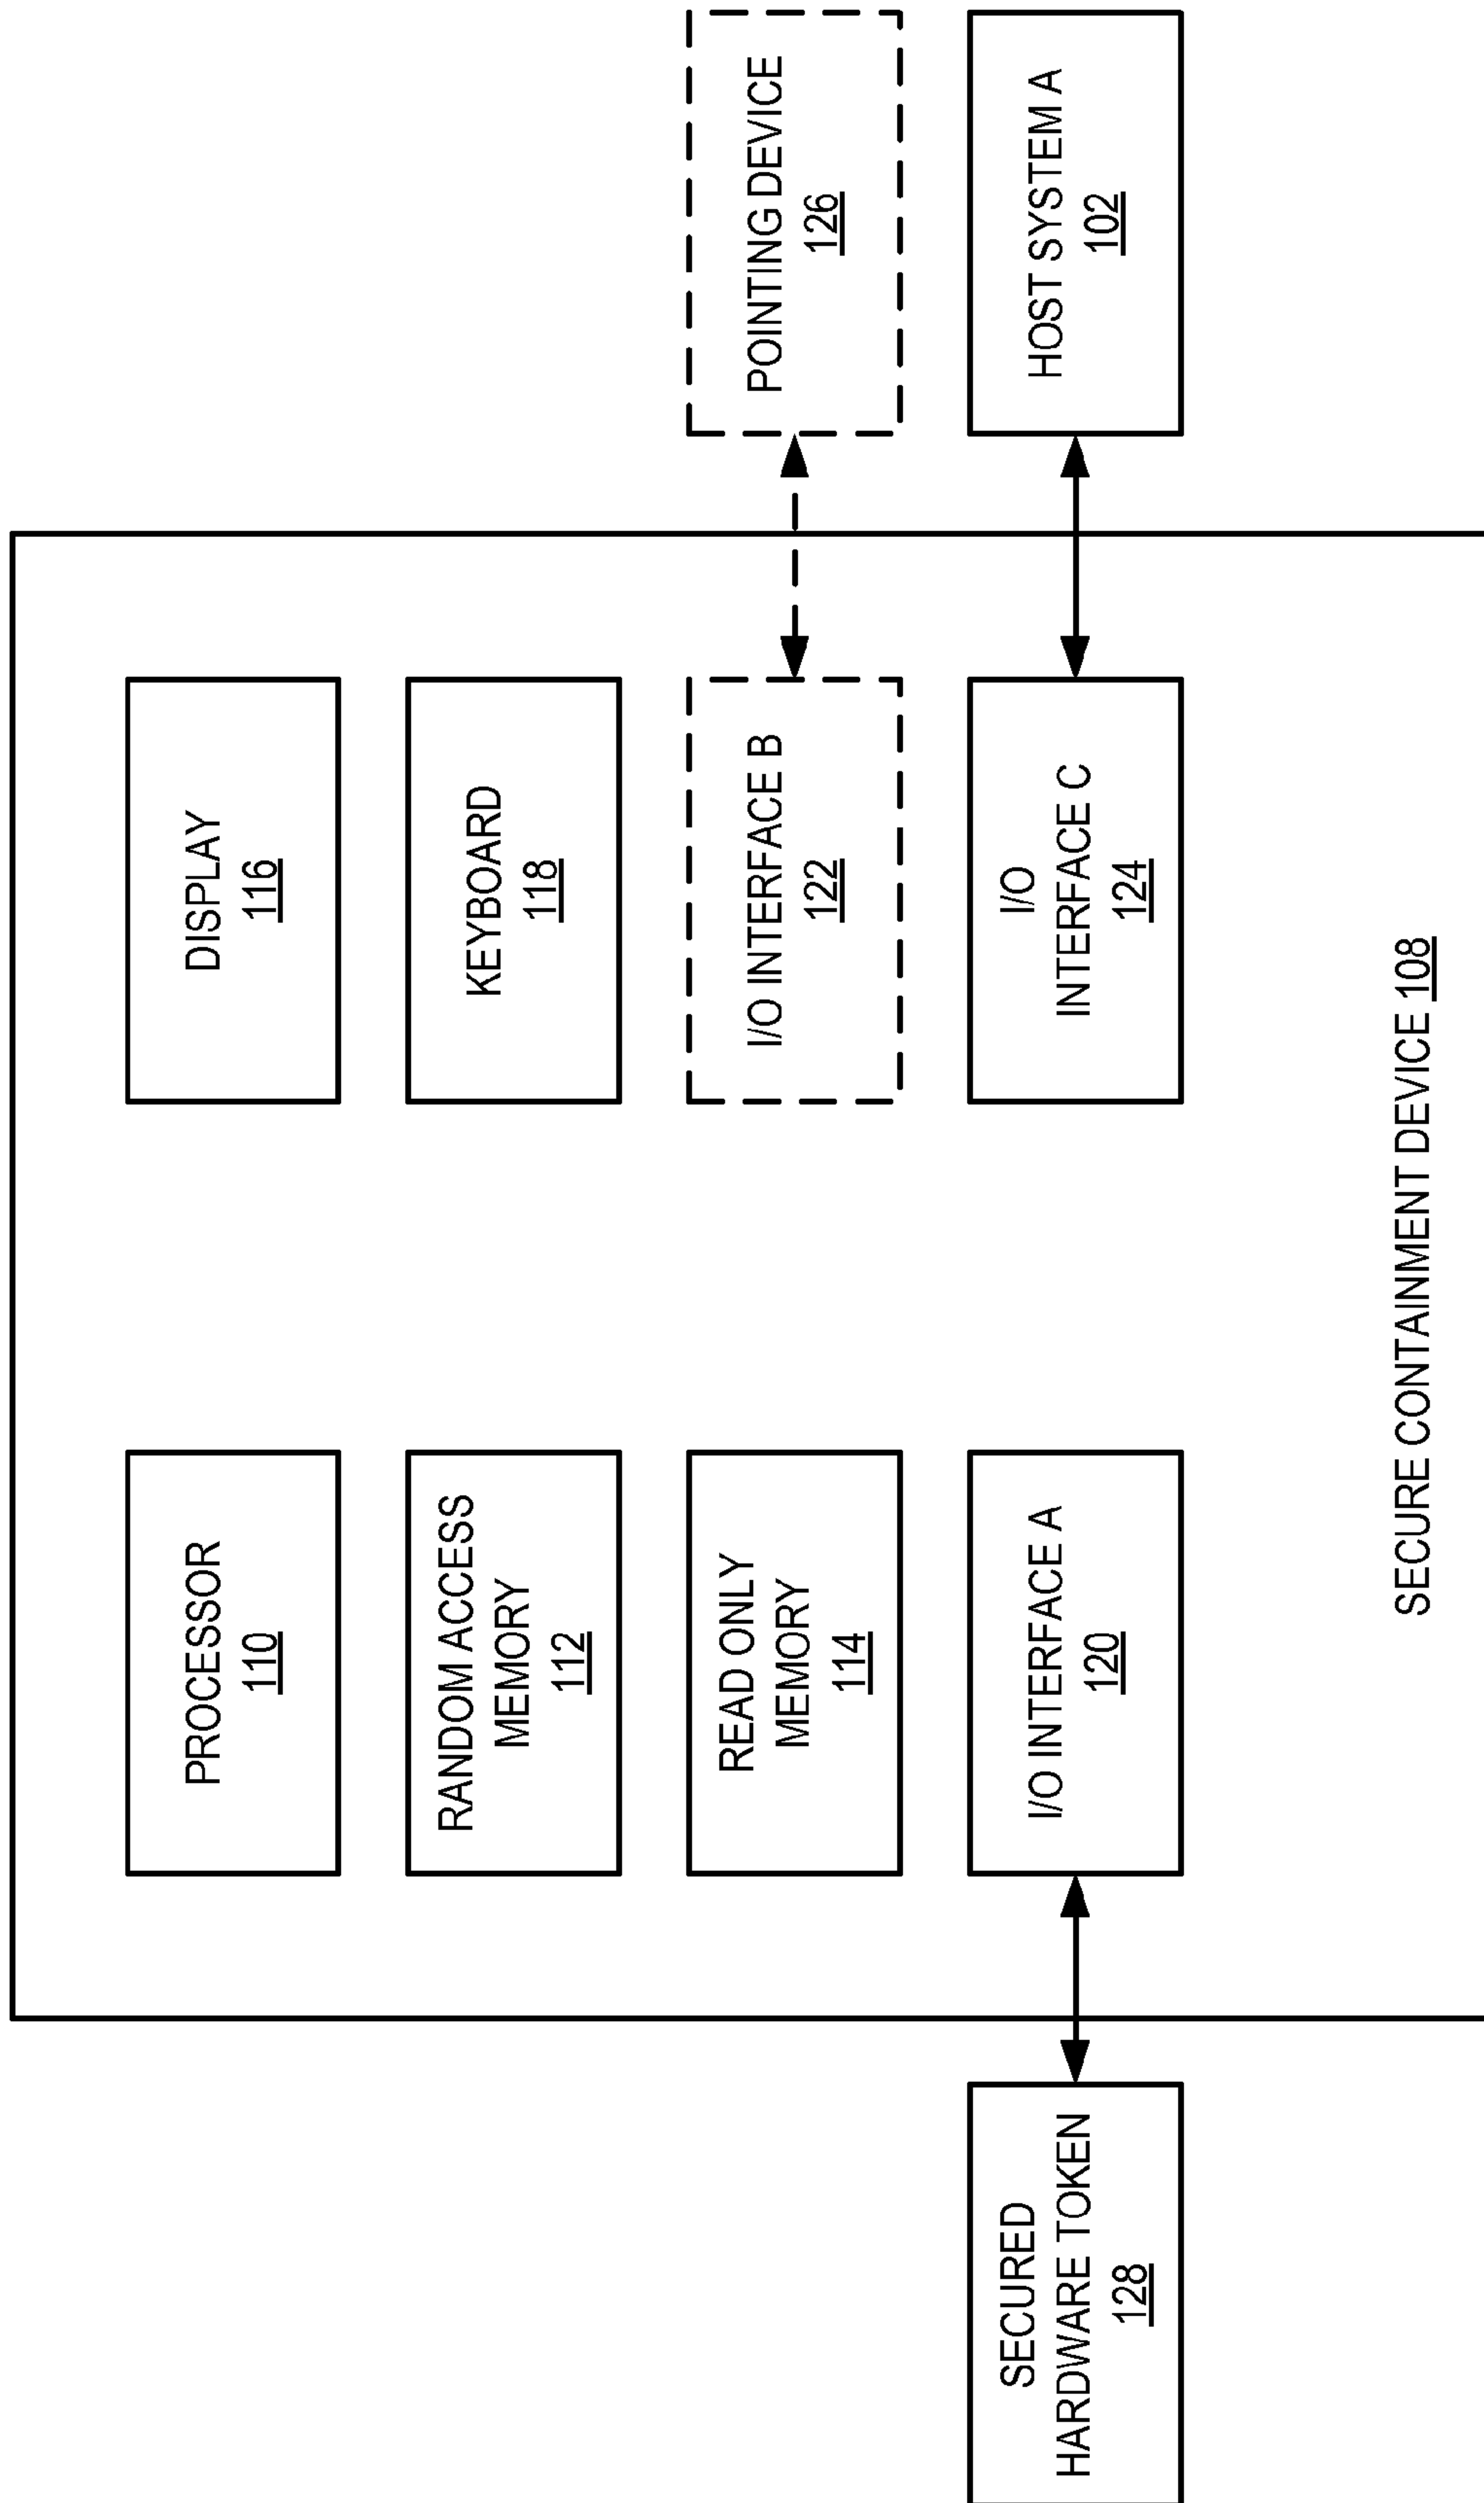 PROCESSOR
110
DISPLAY
116
RANDOM ACCESS
MEMORY
112
KEYBOARD
118
READ ONLY
MEMORY
114
I/O INTERFACE B
122
POINTING DEVICE
126
SECURED
HARDWARE TOKEN
128
I/O INTERFACE A
120
I/O
INTERFACE C
124
HOST SYSTEM A
102
SECURE CONTAINMENT DEVICE 108